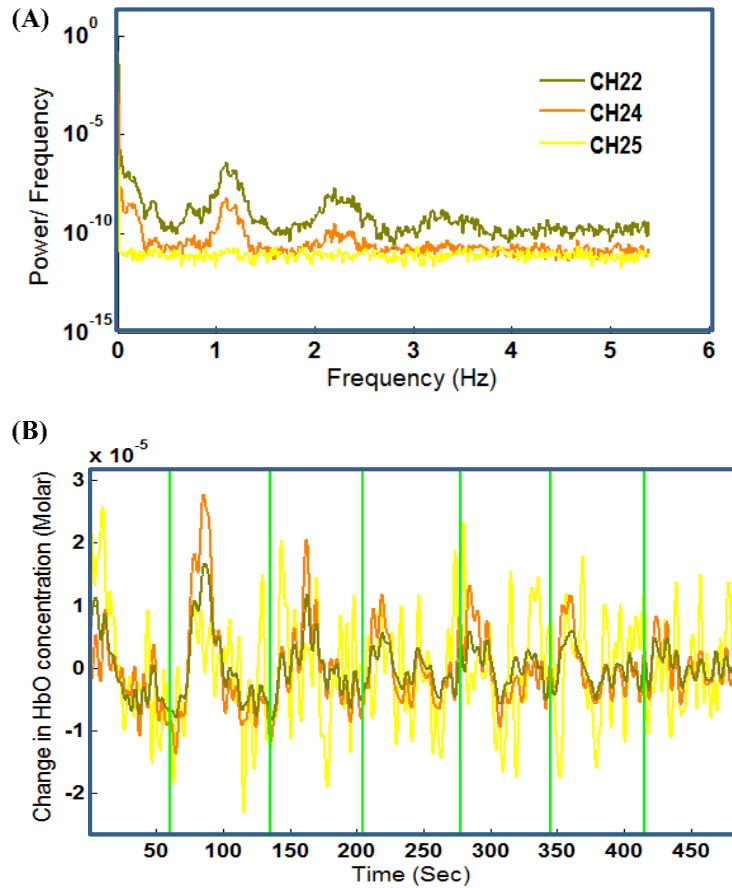 (A)
10^0
10^-5
10^-10
10^-15
Power/ Frequency
CH22
CH24
CH25
0 1 2 3 4 5 6
Frequency (Hz)
(B)
x 10^-5
3
2
1
0
-1
-2
Change in HbO concentration (Molar)
50 100 150 200 250 300 350 400 450
Time (Sec)